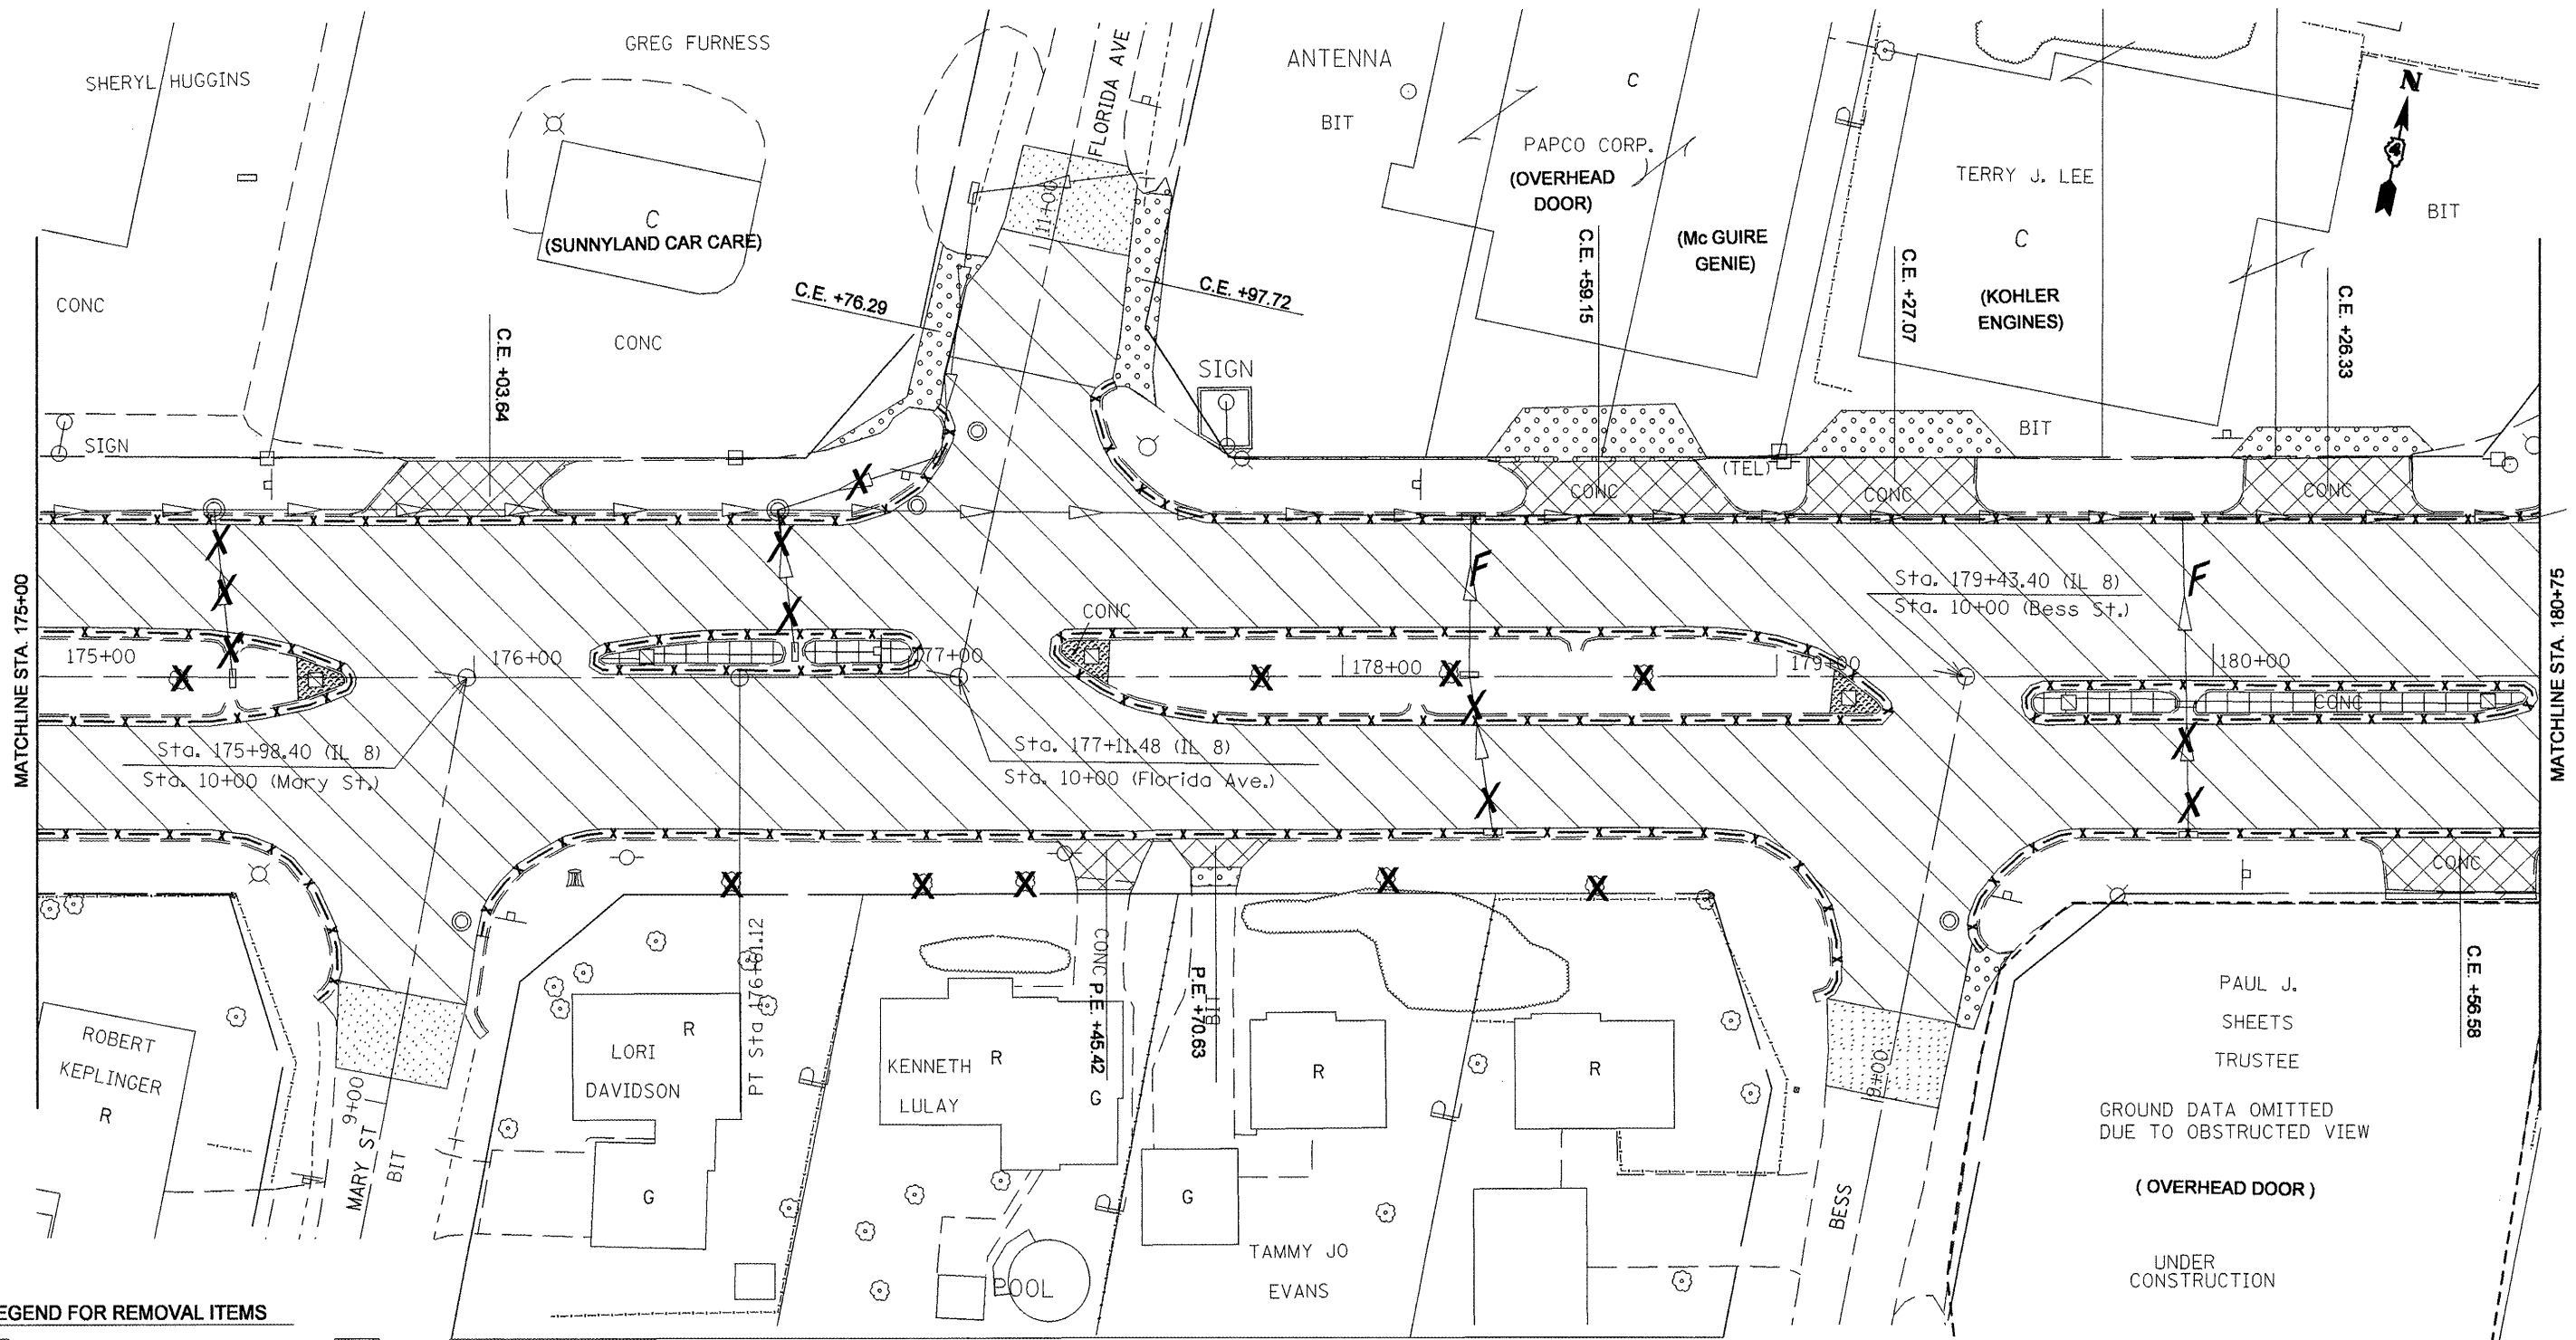 SHERYL HUGGINS
GREG FURNESS
FLORIDA AVE
ANTENNA
BIT
C
PAPCO CORP.
(OVERHEAD
DOOR)
(Mc GUIRE
GENIE)
TERRY J. LEE
C
(KOHLER
ENGINES)
N
4
BIT
C
(SUNNYLAND CAR CARE)
11+00
CONC
CONC
C.E. +03.64
C.E. +76.29
C.E. +97.72
C.E. +59.15
C.E. +27.07
C.E. +26.33
SIGN
SIGN
BIT
(TEL)
CONC
CONC
CONC
X
X
X
X
X
X
F
F
MATCHLINE STA. 175+00
MATCHLINE STA. 180+75
Sta. 179+43.40 (IL 8)
Sta. 10+00 (Bess St.)
CONC
175+00
176+00
177+00
178+00
179+00
180+00
X
X
X
X
X
X
X
X
X
CONC
Sta. 175+98.40 (IL 8)
Sta. 10+00 (Mary St.)
Sta. 177+11.48 (IL 8)
Sta. 10+00 (Florida Ave.)
X
X
X
X
X
CONC
PT Sta 176+61.12
CONC
P.E. +45.42
P.E. +70.63
BIT
C.E. +56.58
ROBERT
KEPLINGER
R
9+00
MARY ST
BIT
LORI
DAVIDSON
R
G
KENNETH
LULAY
R
G
POOL
R
G
TAMMY JO
EVANS
R
9+00
BESS
PAUL J.
SHEETS
TRUSTEE
GROUND DATA OMITTED
DUE TO OBSTRUCTED VIEW
( OVERHEAD DOOR )
UNDER
CONSTRUCTION
EGEND FOR REMOVAL ITEMS